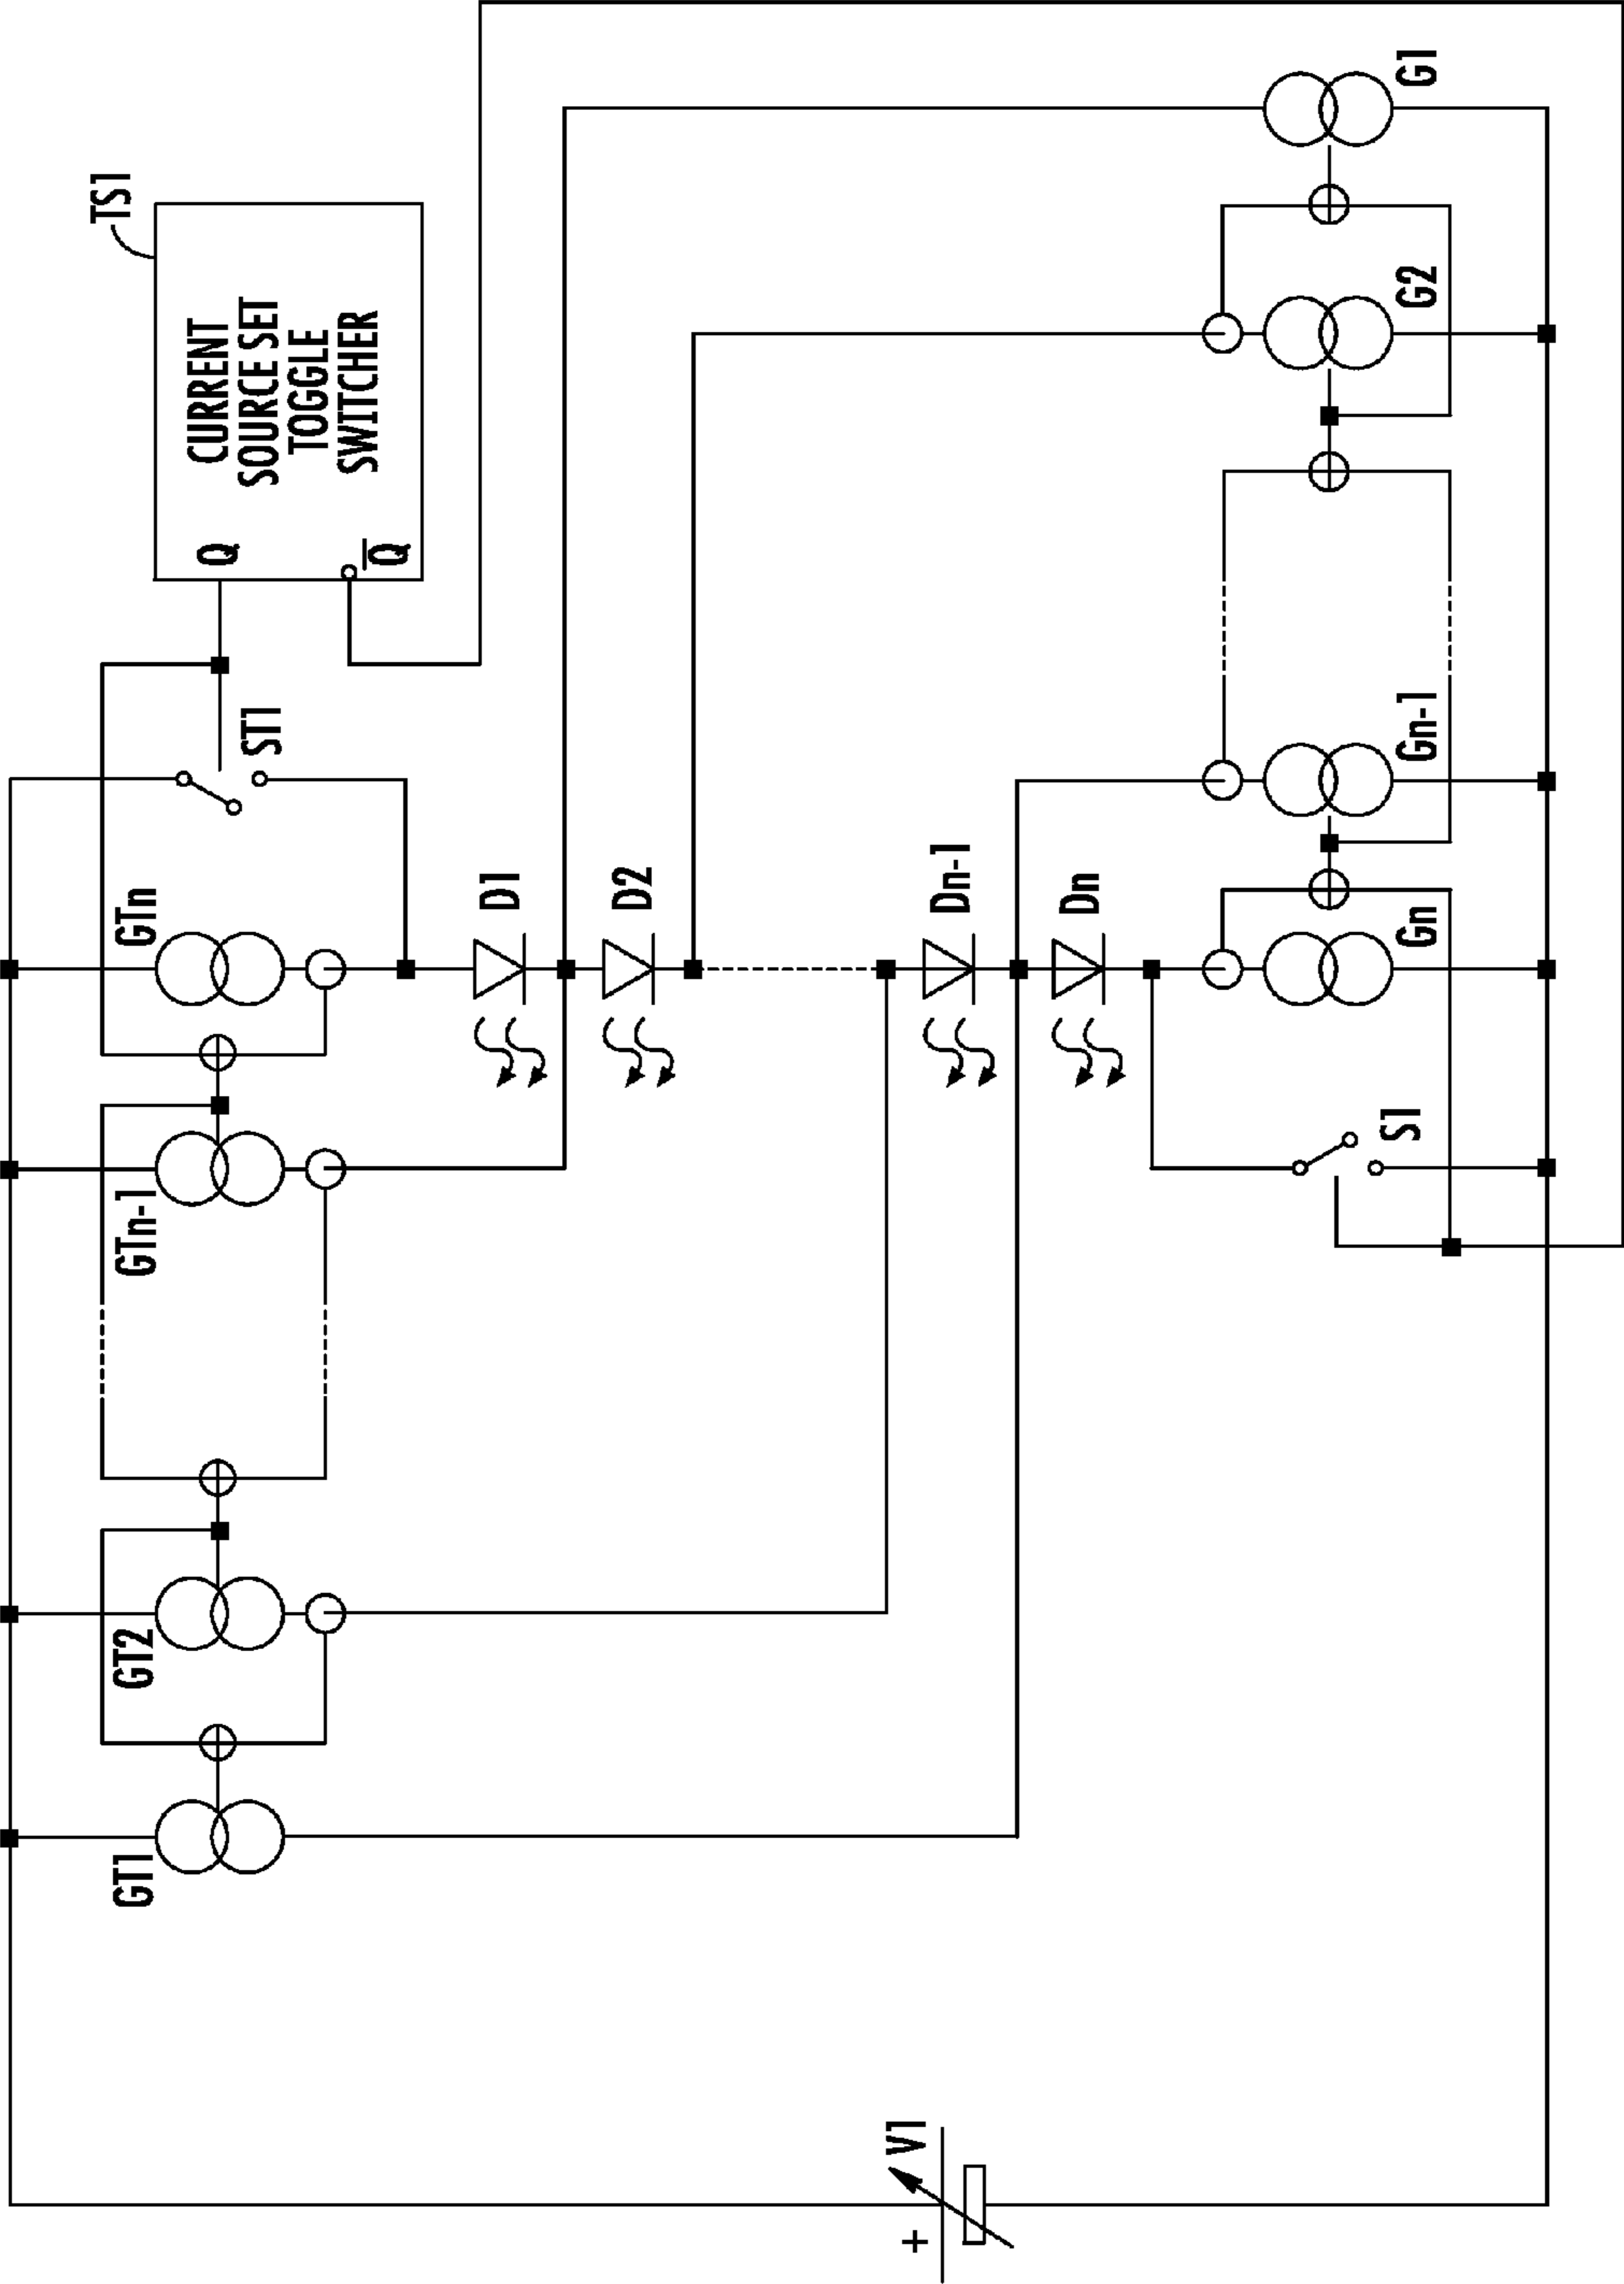 TS1
CURRENT
SOURCE SET
TOGGLE
SWITCHER
Q
Q̅
ST1
GTn
GTn-1
GT2
GT1
D1
D2
Dn-1
Dn
G1
G2
Gn-1
Gn
S1
V1
+